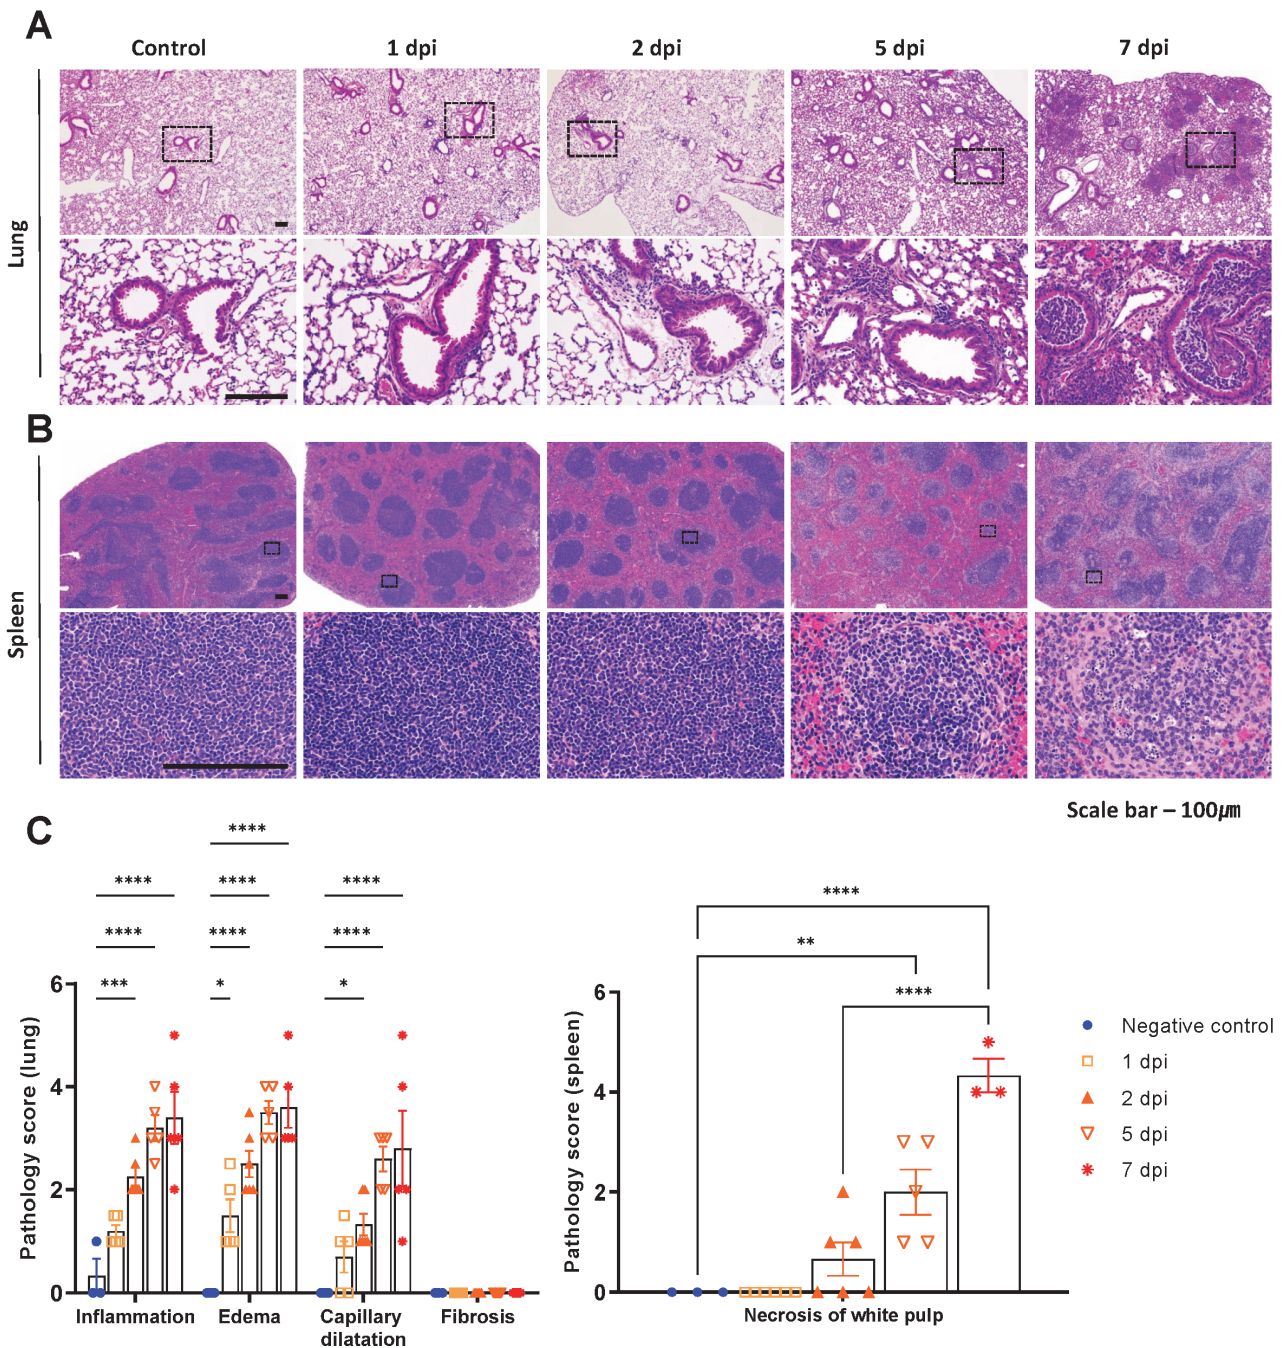 A
Control
1 dpi
2 dpi
5 dpi
7 dpi
Lung
B
Spleen
Scale bar – 100㎛
C
****
****
****
****
****
****
****
***
*
*
6
4
2
0
Pathology score (lung)
Inflammation
Edema
Capillary
dilatation
Fibrosis
****
**
****
6
4
2
0
Pathology score (spleen)
Necrosis of white pulp
Negative control
1 dpi
2 dpi
5 dpi
7 dpi